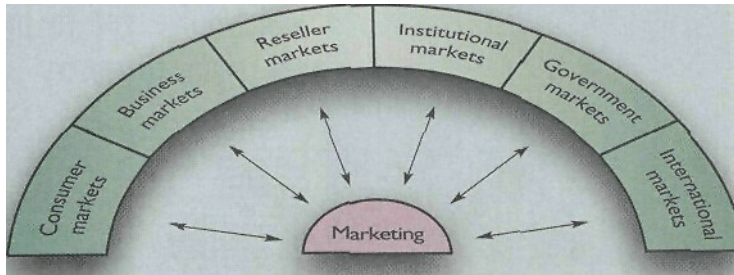 Consumer
markets
Business
markets
Reseller
markets
Institutional
markets
Government
markets
International
markets
Marketing